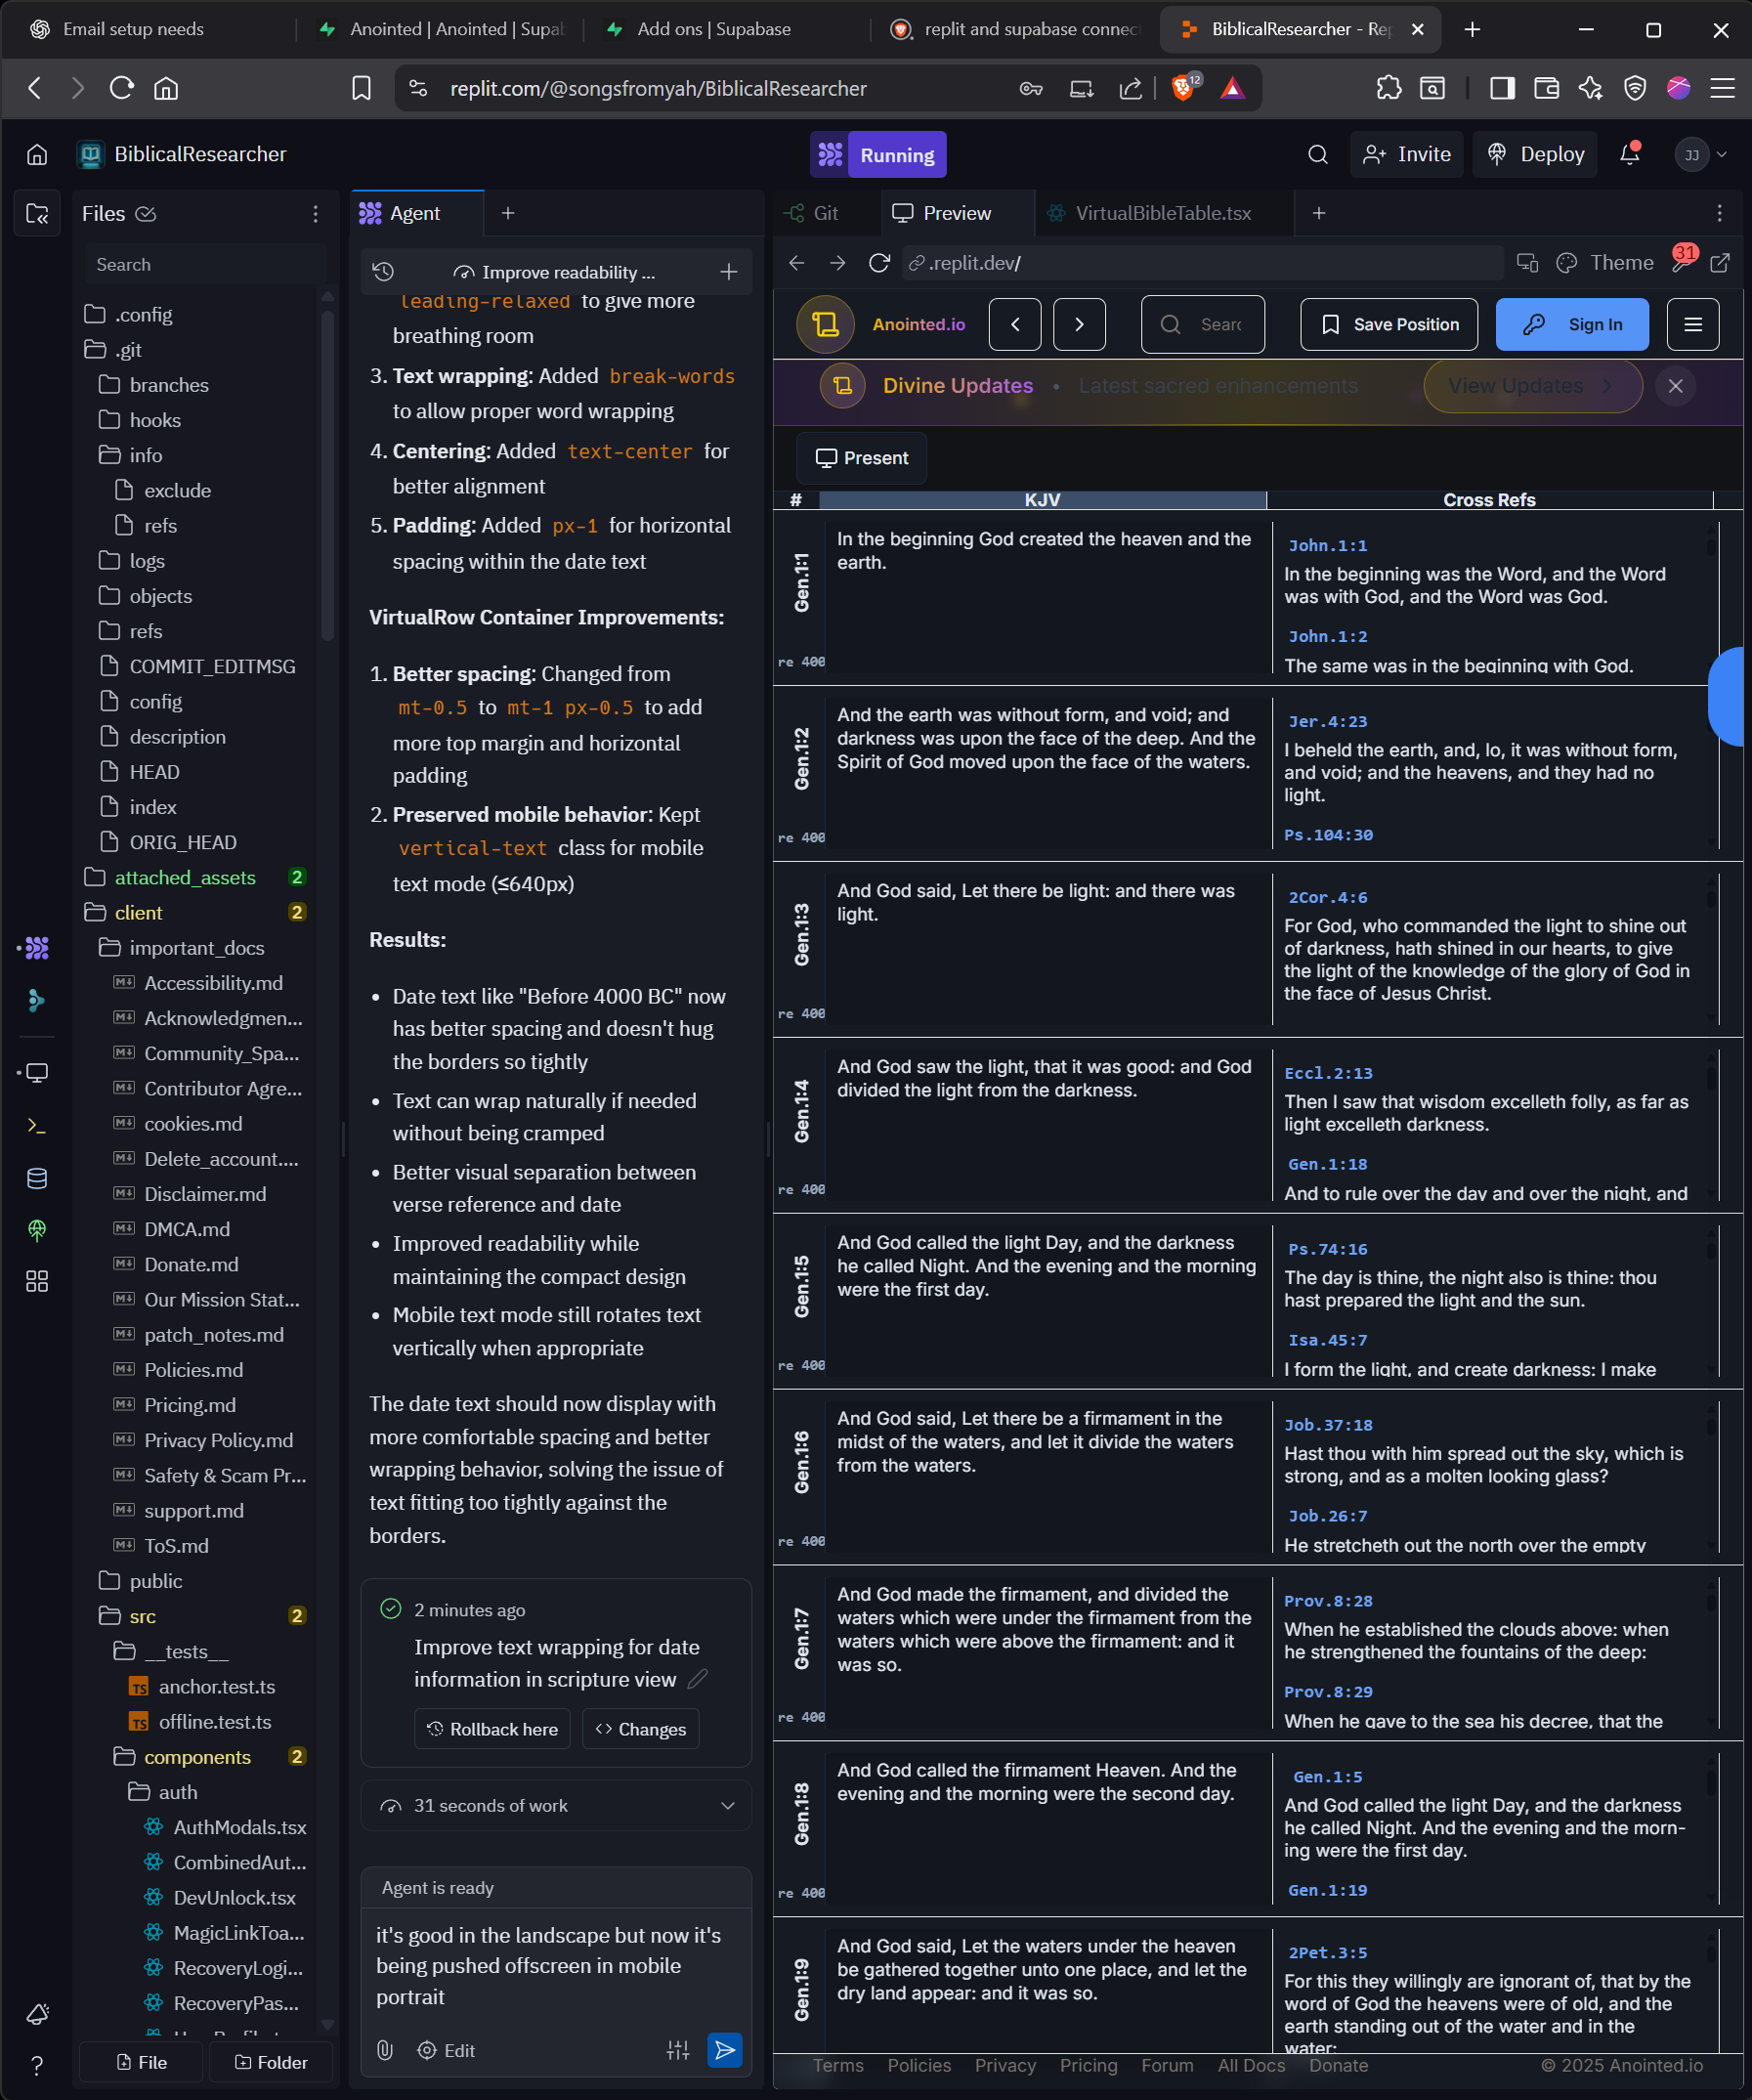 Email setup needs
Anointed | Anointed | Supab
Add ons | Supabase
replit and supabase connec
BiblicalResearcher - Rep
replit.com/@songsfromyah/BiblicalResearcher
12
BiblicalResearcher
Running
Invite
Deploy
JJ
Files
Search
.config
.git
branches
hooks
info
exclude
refs
logs
objects
refs
COMMIT_EDITMSG
config
description
HEAD
index
ORIG_HEAD
attached_assets 2
client 2
important_docs
Accessibility.md
Acknowledgmen...
Community_Spa...
Contributor Agre...
cookies.md
Delete_account....
Disclaimer.md
DMCA.md
Donate.md
Our Mission Stat...
patch_notes.md
Policies.md
Pricing.md
Privacy Policy.md
Safety & Scam Pr...
support.md
ToS.md
public
src 2
__tests__
anchor.test.ts
offline.test.ts
components 2
auth
AuthModals.tsx
CombinedAut...
DevUnlock.tsx
MagicLinkToa...
RecoveryLogi...
RecoveryPas...
File
Folder
Agent
Improve readability ...
leading-relaxed to give more
breathing room
3. Text wrapping: Added break-words
to allow proper word wrapping
4. Centering: Added text-center for
better alignment
5. Padding: Added px-1 for horizontal
spacing within the date text
VirtualRow Container Improvements:
1. Better spacing: Changed from
mt-0.5 to mt-1 px-0.5 to add
more top margin and horizontal
padding
2. Preserved mobile behavior: Kept
vertical-text class for mobile
text mode (≤640px)
Results:
• Date text like "Before 4000 BC" now
has better spacing and doesn't hug
the borders so tightly
• Text can wrap naturally if needed
without being cramped
• Better visual separation between
verse reference and date
• Improved readability while
maintaining the compact design
• Mobile text mode still rotates text
vertically when appropriate
The date text should now display with
more comfortable spacing and better
wrapping behavior, solving the issue of
text fitting too tightly against the
borders.
2 minutes ago
Improve text wrapping for date
information in scripture view
Rollback here
Changes
31 seconds of work
Agent is ready
it's good in the landscape but now it's
being pushed offscreen in mobile
portrait
Edit
Git
Preview
VirtualBibleTable.tsx
.replit.dev/
Theme
31
Anointed.io
Searc
Save Position
Sign In
Divine Updates • Latest sacred enhancements
View Updates
Present
# KJV Cross Refs
Gen.1:1
re 400
In the beginning God created the heaven and the
earth.
John.1:1
In the beginning was the Word, and the Word
was with God, and the Word was God.
John.1:2
The same was in the beginning with God.
Gen.1:2
re 400
And the earth was without form, and void; and
darkness was upon the face of the deep. And the
Spirit of God moved upon the face of the waters.
Jer.4:23
I beheld the earth, and, lo, it was without form,
and void; and the heavens, and they had no
light.
Ps.104:30
Gen.1:3
re 400
And God said, Let there be light: and there was
light.
2Cor.4:6
For God, who commanded the light to shine out
of darkness, hath shined in our hearts, to give
the light of the knowledge of the glory of God in
the face of Jesus Christ.
Gen.1:4
re 400
And God saw the light, that it was good: and God
divided the light from the darkness.
Eccl.2:13
Then I saw that wisdom excelleth folly, as far as
light excelleth darkness.
Gen.1:18
And to rule over the day and over the night, and
Gen.1:5
re 400
And God called the light Day, and the darkness
he called Night. And the evening and the morning
were the first day.
Ps.74:16
The day is thine, the night also is thine: thou
hast prepared the light and the sun.
Isa.45:7
I form the light, and create darkness: I make
Gen.1:6
re 400
And God said, Let there be a firmament in the
midst of the waters, and let it divide the waters
from the waters.
Job.37:18
Hast thou with him spread out the sky, which is
strong, and as a molten looking glass?
Job.26:7
He stretcheth out the north over the empty
Gen.1:7
re 400
And God made the firmament, and divided the
waters which were under the firmament from the
waters which were above the firmament: and it
was so.
Prov.8:28
When he established the clouds above: when
he strengthened the fountains of the deep:
Prov.8:29
When he gave to the sea his decree, that the
Gen.1:8
re 400
And God called the firmament Heaven. And the
evening and the morning were the second day.
Gen.1:5
And God called the light Day, and the darkness
he called Night. And the evening and the morn-
ing were the first day.
Gen.1:19
Gen.1:9
And God said, Let the waters under the heaven
be gathered together unto one place, and let the
dry land appear: and it was so.
2Pet.3:5
For this they willingly are ignorant of, that by the
word of God the heavens were of old, and the
earth standing out of the water and in the
water:
Terms Policies Privacy Pricing Forum All Docs Donate © 2025 Anointed.io